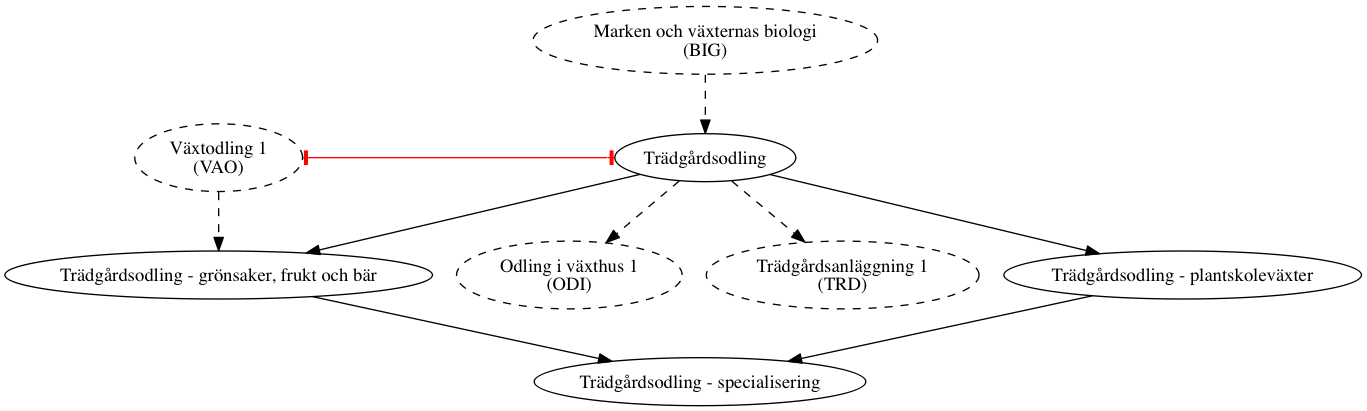 Marken och växternas biologi
(BIG)
Växtodling 1
(VAO)
Trädgårdsodling
Trädgårdsodling - grönsaker, frukt och bär
Odling i växthus 1
(ODI)
Trädgårdsanläggning 1
(TRD)
Trädgårdsodling - plantskoleväxter
Trädgårdsodling - specialisering